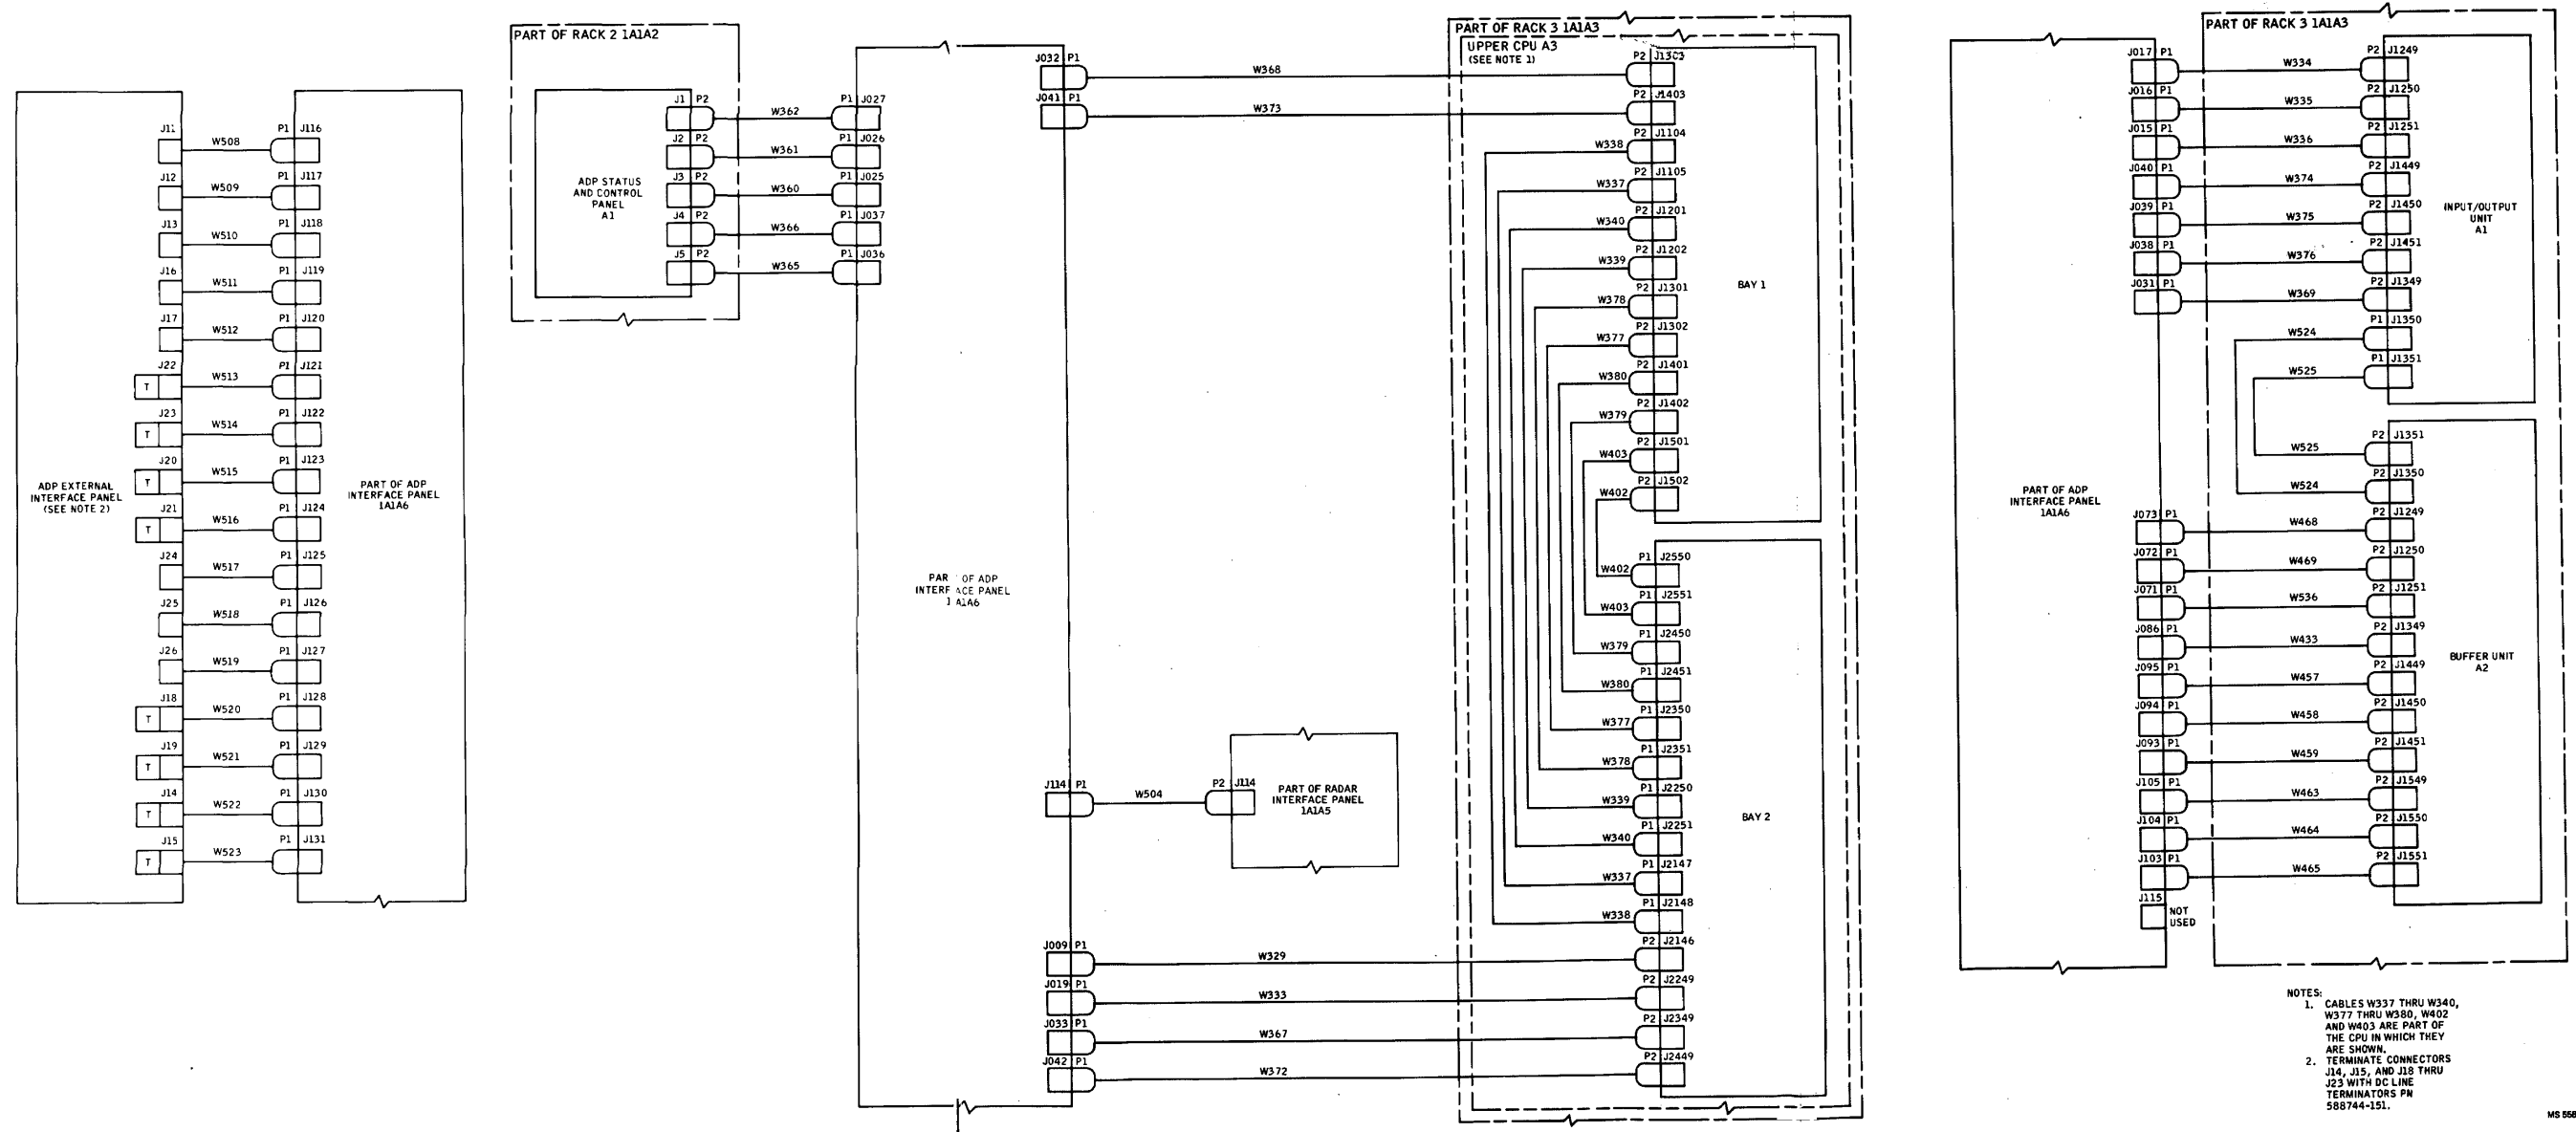 J11
W508
P1 J116
J12
W509
P1 J117
J13
W510
P1 J118
J16
W511
P1 J119
J17
W512
P1 J120
J22
T
W513
P1 J121
J23
T
W514
P1 J122
J20
T
W515
P1 J123
J21
T
W516
P1 J124
J24
W517
P1 J125
J25
W518
P1 J126
J26
W519
P1 J127
J18
T
W520
P1 J128
J19
T
W521
P1 J129
J14
T
W522
P1 J130
J15
T
W523
P1 J131
ADP EXTERNAL
INTERFACE PANEL
(SEE NOTE 2)
PART OF ADP
INTERFACE PANEL
1A1A6
PART OF RACK 2 1A1A2
ADP STATUS
AND CONTROL
PANEL
A1
J1 P2
W362
P1 J027
J2 P2
W361
P1 J026
J3 P2
W360
P1 J025
J4 P2
W366
P1 J037
J5 P2
W365
P1 J036
PAR OF ADP
INTERFACE PANEL
1A1A6
J032 P1
W368
P2 J1303
J041 P1
W373
P2 J1403
J114 P1
W504
P2 J114
PART OF RADAR
INTERFACE PANEL
1A1A5
J009 P1
W329
P2 J2146
J019 P1
W333
P2 J2249
J033 P1
W367
P2 J2349
J042 P1
W372
P2 J2449
PART OF RACK 3 1A1A3
UPPER CPU A3
(SEE NOTE 1)
W338
P2 J1104
W337
P2 J1105
W340
P2 J1201
W339
P2 J1202
W378
P2 J1301
W377
P2 J1302
W380
P2 J1401
W379
P2 J1402
W403
P2 J1501
W402
P2 J1502
BAY 1
W402
P1 J2550
W403
P1 J2551
W379
P1 J2450
W380
P1 J2451
W377
P1 J2350
W378
P1 J2351
W339
P1 J2250
W340
P1 J2251
W337
P1 J2147
W338
P1 J2148
BAY 2
PART OF ADP
INTERFACE PANEL
1A1A6
PART OF RACK 3 1A1A3
J017 P1
W334
P2 J1249
J016 P1
W335
P2 J1250
J015 P1
W336
P2 J1251
J040 P1
W374
P2 J1449
J039 P1
W375
P2 J1450
J038 P1
W376
P2 J1451
J031 P1
W369
P2 J1349
W524
P1 J1350
W525
P1 J1351
INPUT/OUTPUT
UNIT
A1
W525
P2 J1351
W524
P2 J1350
J073 P1
W468
P2 J1249
J072 P1
W469
P2 J1250
J071 P1
W536
P2 J1251
J086 P1
W433
P2 J1349
J095 P1
W457
P2 J1449
J094 P1
W458
P2 J1450
J093 P1
W459
P2 J1451
J105 P1
W463
P2 J1549
J104 P1
W464
P2 J1550
J103 P1
W465
P2 J1551
J115
NOT
USED
BUFFER UNIT
A2
NOTES:
1. CABLES W337 THRU W340,
W377 THRU W380, W402
AND W403 ARE PART OF
THE CPU IN WHICH THEY
ARE SHOWN.
2. TERMINATE CONNECTORS
J14, J15, AND J18 THRU
J23 WITH DC LINE
TERMINATORS PN
588744-151.